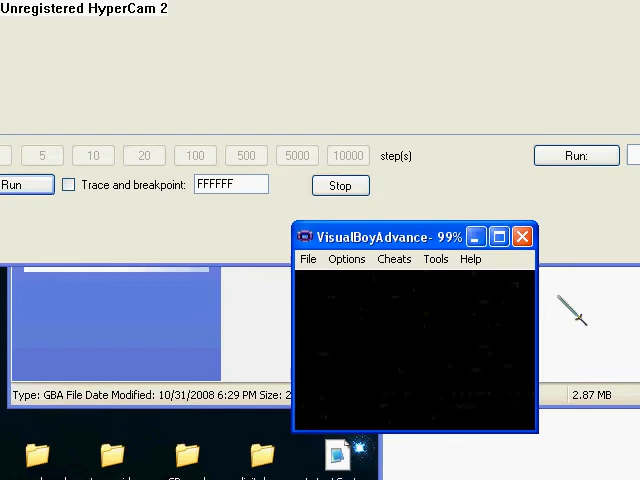 Unregistered HyperCam 2
5 10 20 100 500 5000 10000 step(s) Run:
Run Trace and breakpoint: FFFFFF Stop
VisualBoyAdvance- 99%
File Options Cheats Tools Help
Type: GBA File Date Modified: 10/31/2008 6:29 PM Size: 2
2.87 MB